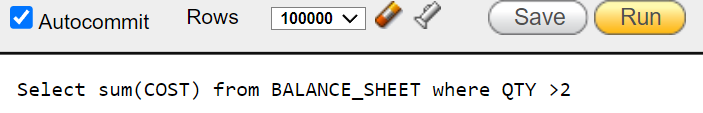 Autocommit Rows 100000 Save Run
Select sum(COST) from BALANCE_SHEET where QTY >2